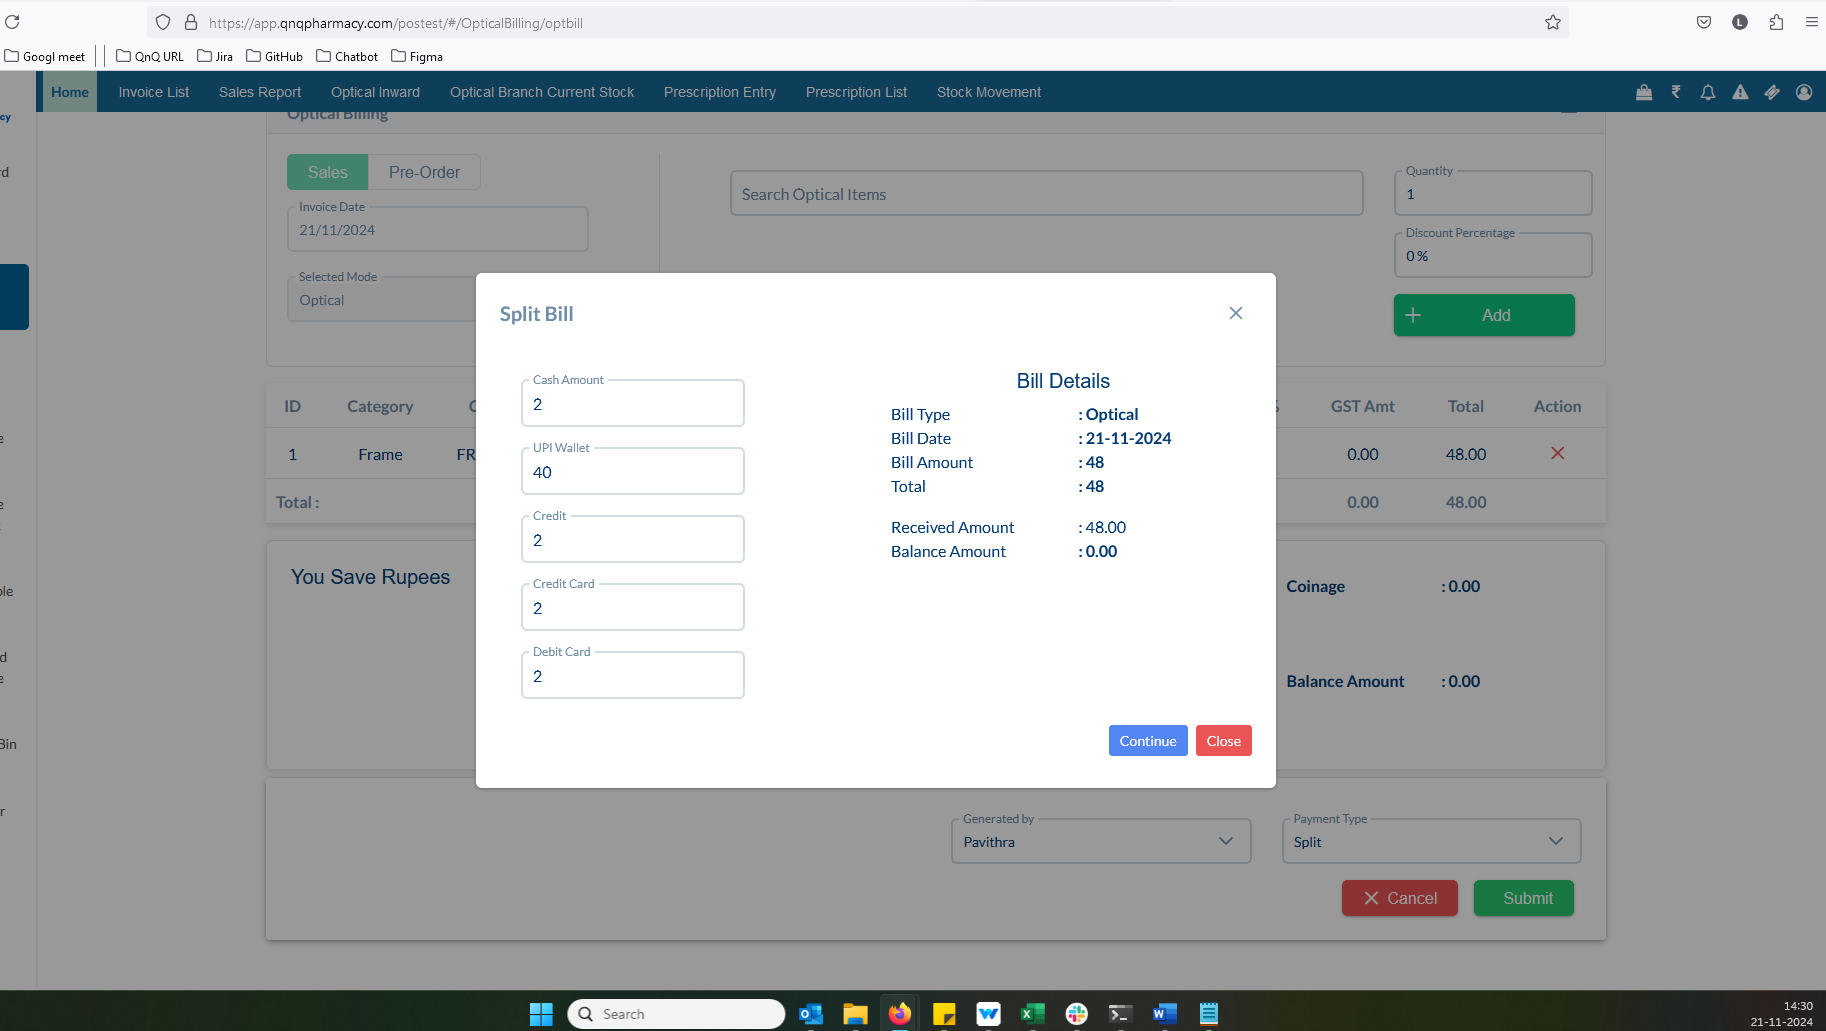 https://app.qnqpharmacy.com/postest/#/OpticalBilling/optbill
L
Googl meet
QnQ URL
Jira
GitHub
Chatbot
Figma
Home
Invoice List
Sales Report
Optical Inward
Optical Branch Current Stock
Prescription Entry
Prescription List
Stock Movement
₹
cy
Optical Billing
Sales
Pre-Order
Invoice Date
21/11/2024
Selected Mode
Optical
Search Optical Items
Quantity
1
Discount Percentage
0 %
Add
Split Bill
Cash Amount
2
UPI Wallet
40
Credit
2
Credit Card
2
Debit Card
2
Bill Details
Bill Type : Optical
Bill Date : 21-11-2024
Bill Amount : 48
Total : 48
Received Amount : 48.00
Balance Amount : 0.00
Continue
Close
ID Category GST Amt Total Action
1 Frame FR 0.00 48.00
Total : 0.00 48.00
You Save Rupees
Coinage : 0.00
Balance Amount : 0.00
Bin
Generated by
Pavithra
Payment Type
Split
Cancel
Submit
Search
14:30
21-11-2024